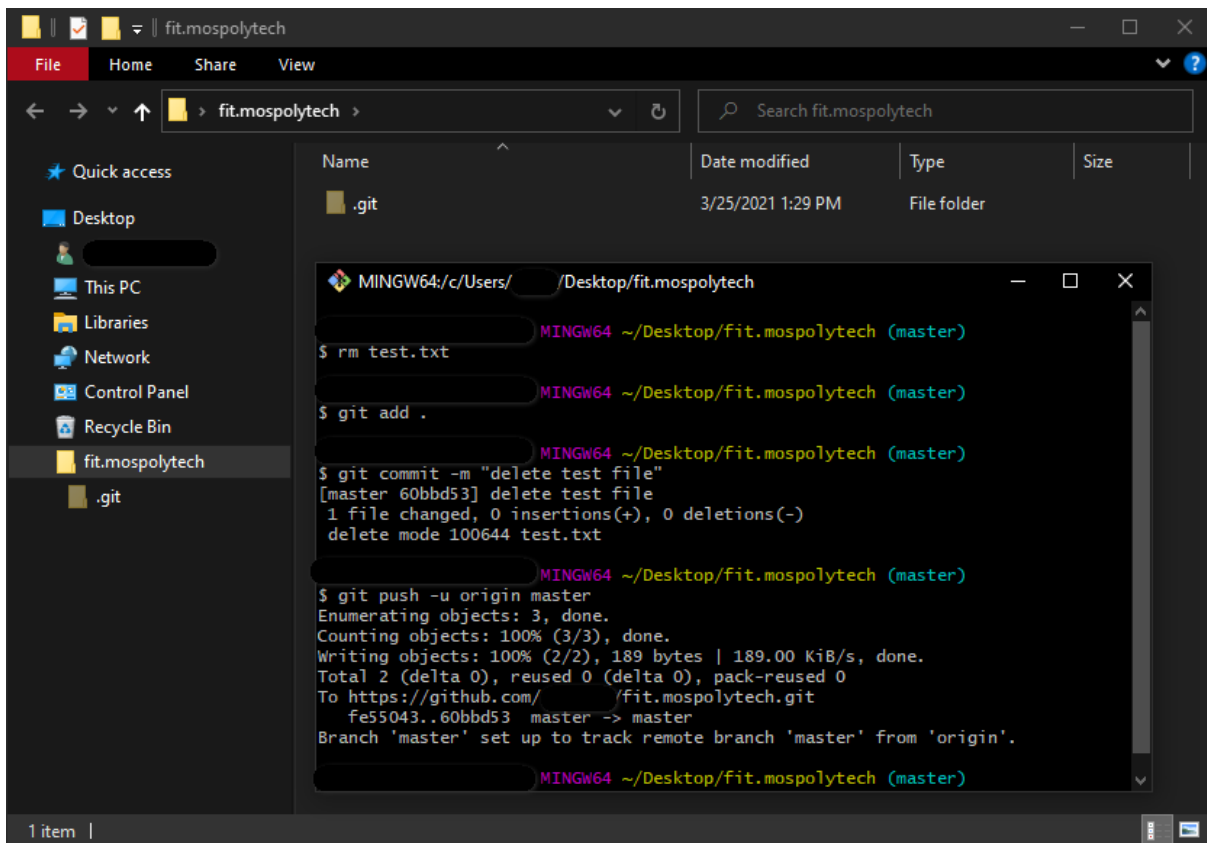 fit.mospolytech
File Home Share View
fit.mospolytech
Search fit.mospolytech
Name Date modified Type Size
.git 3/25/2021 1:29 PM File folder
Quick access
Desktop
This PC
Libraries
Network
Control Panel
Recycle Bin
fit.mospolytech
.git
MINGW64:/c/Users/ /Desktop/fit.mospolytech
MINGW64 ~/Desktop/fit.mospolytech (master)
$ rm test.txt
MINGW64 ~/Desktop/fit.mospolytech (master)
$ git add .
MINGW64 ~/Desktop/fit.mospolytech (master)
$ git commit -m "delete test file"
[master 60bbd53] delete test file
1 file changed, 0 insertions(+), 0 deletions(-)
delete mode 100644 test.txt
MINGW64 ~/Desktop/fit.mospolytech (master)
$ git push -u origin master
Enumerating objects: 3, done.
Counting objects: 100% (3/3), done.
Writing objects: 100% (2/2), 189 bytes | 189.00 KiB/s, done.
Total 2 (delta 0), reused 0 (delta 0), pack-reused 0
To https://github.com/ /fit.mospolytech.git
fe55043..60bbd53 master -> master
Branch 'master' set up to track remote branch 'master' from 'origin'.
MINGW64 ~/Desktop/fit.mospolytech (master)
1 item